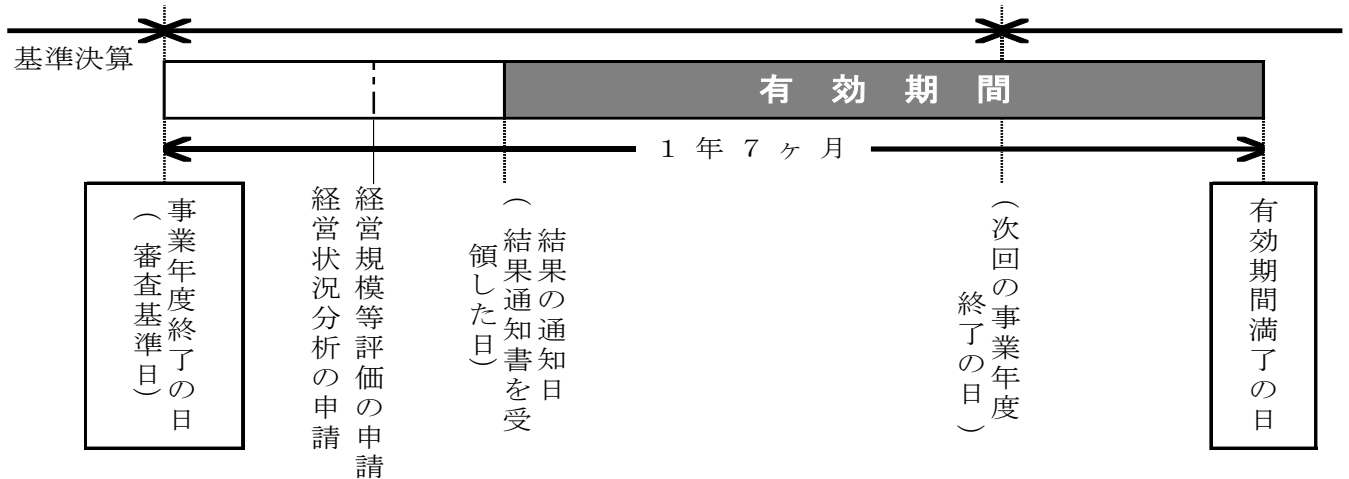 基準決算
有効期間
1年7ヶ月
事業年度終了の日
(審査基準日)
経営規模等評価の申請
経営状況分析の申請
結果の通知日
(結果通知書を受
領した日)
(次回の事業年度
終了の日)
有効期間満了の日